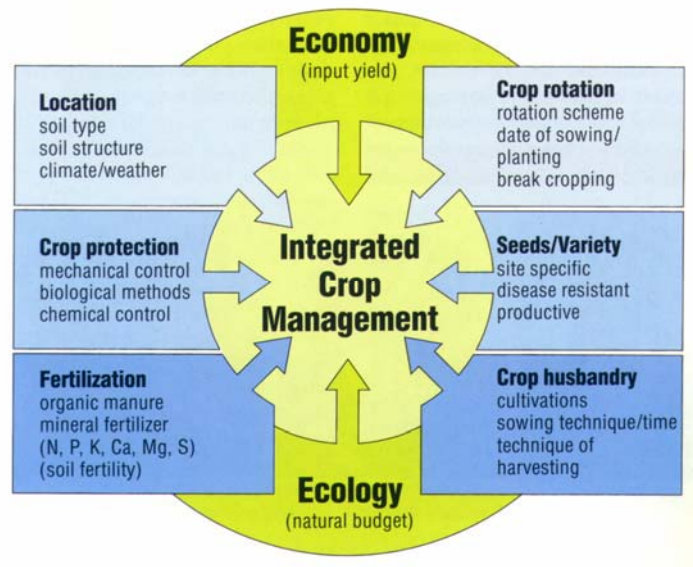 Economy
(input yield)
Location
soil type
soil structure
climate/weather
Crop rotation
rotation scheme
date of sowing/
planting
break cropping
Crop protection
mechanical control
biological methods
chemical control
Integrated
Crop
Management
Seeds/Variety
site specific
disease resistant
productive
Fertilization
organic manure
mineral fertilizer
(N, P, K, Ca, Mg, S)
(soil fertility)
Crop husbandry
cultivations
sowing technique/time
technique of
harvesting
Ecology
(natural budget)